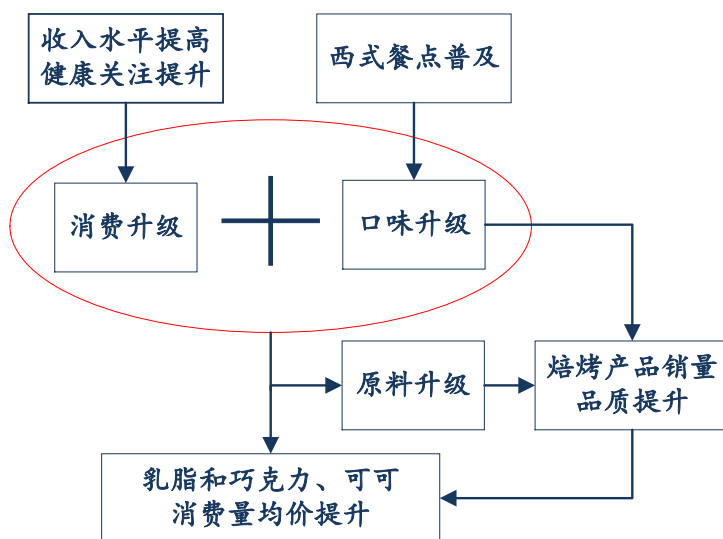 收入水平提高
健康关注提升
西式餐点普及
消费升级
口味升级
原料升级
焙烤产品销量
品质提升
乳脂和巧克力、可可
消费量均价提升